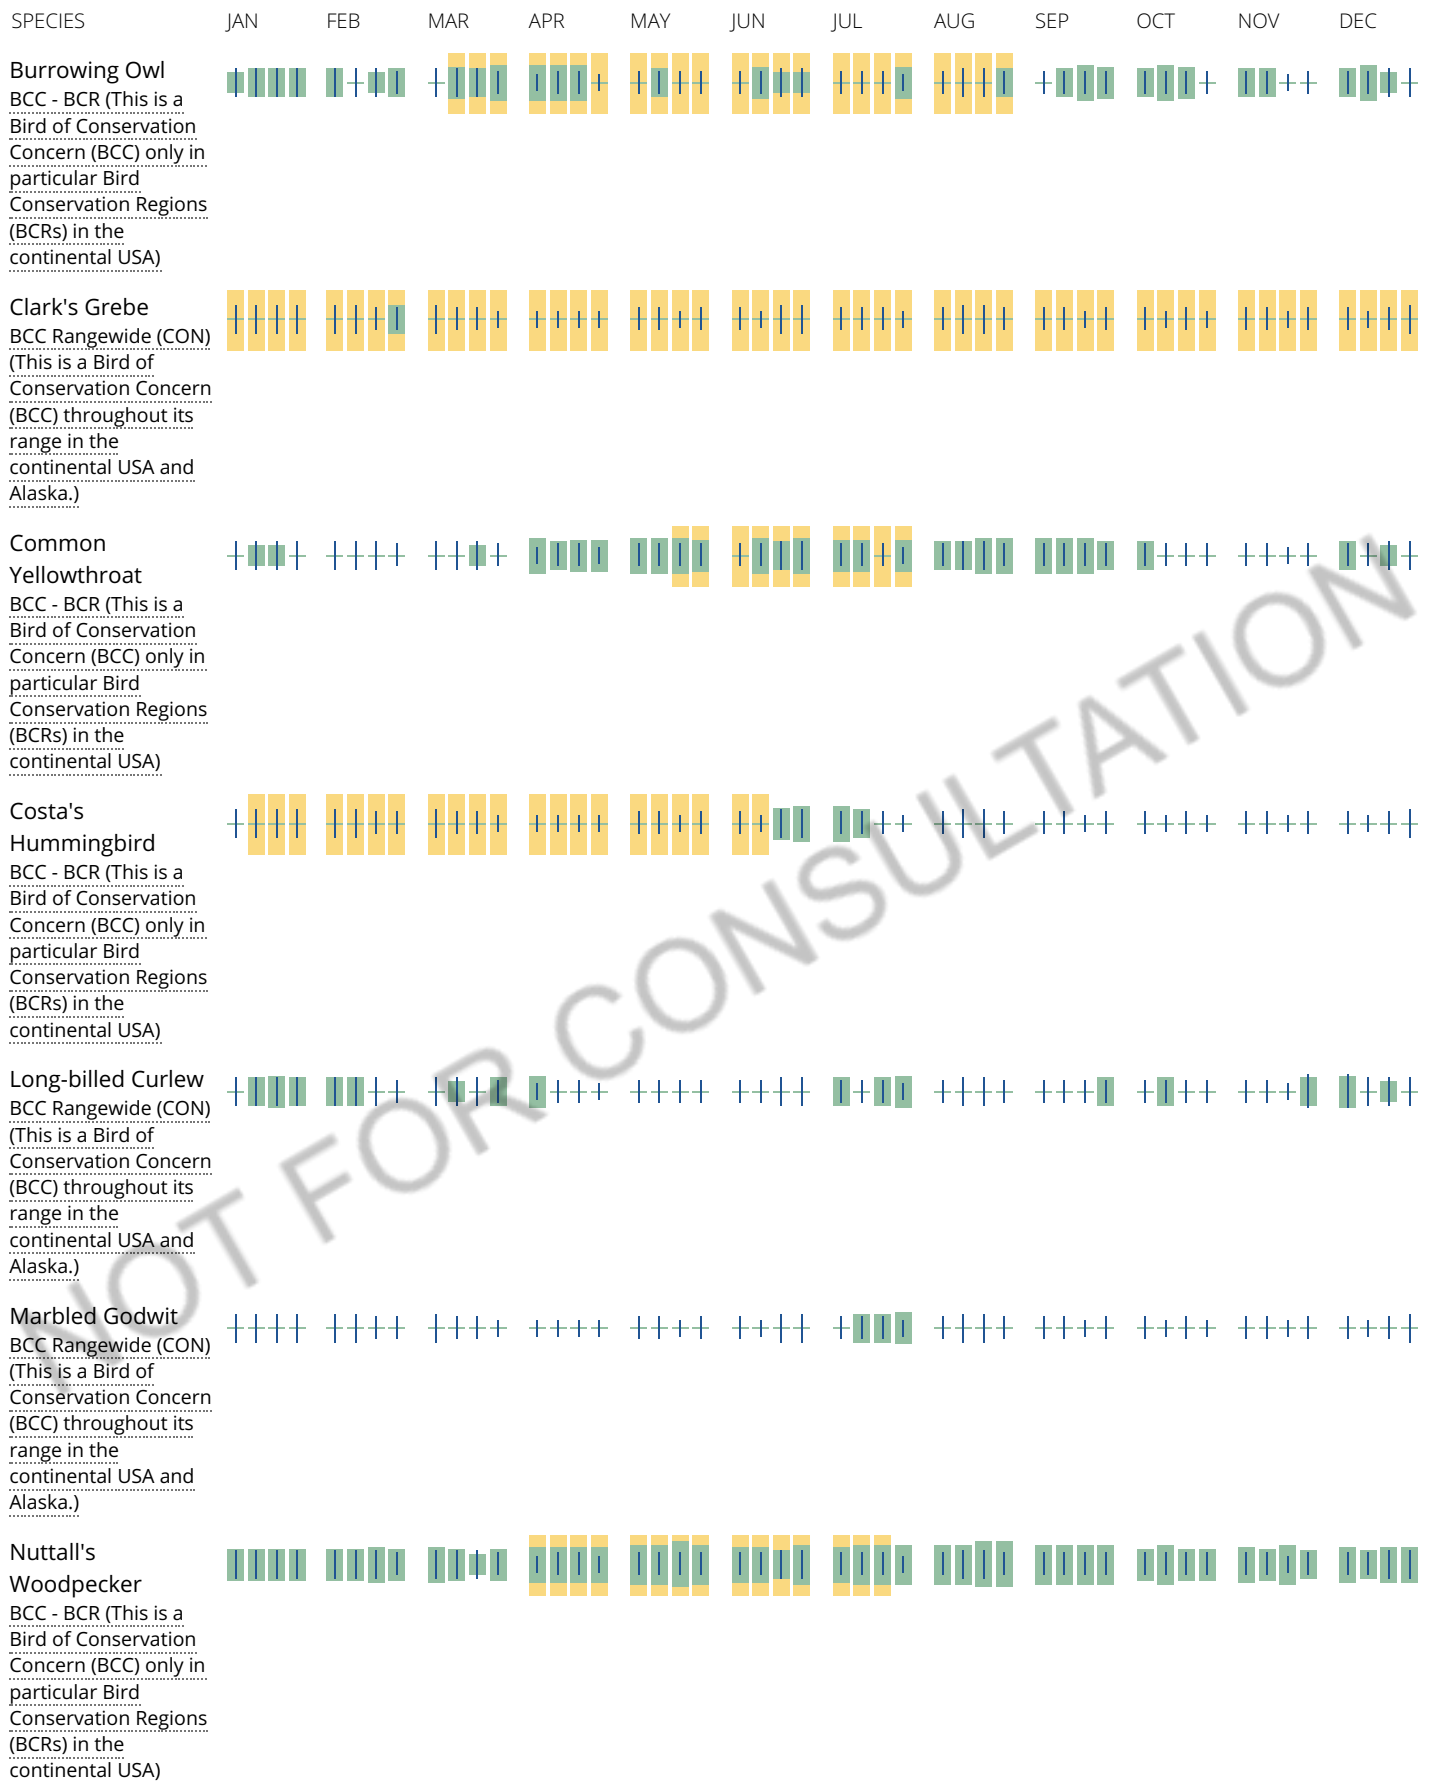 SPECIES JAN FEB MAR APR MAY JUN JUL AUG SEP OCT NOV DEC
Burrowing Owl
BCC - BCR (This is a
Bird of Conservation
Concern (BCC) only in
particular Bird
Conservation Regions
(BCRs) in the
continental USA)
Clark's Grebe
BCC Rangewide (CON)
(This is a Bird of
Conservation Concern
(BCC) throughout its
range in the
continental USA and
Alaska.)
Common
Yellowthroat
BCC - BCR (This is a
Bird of Conservation
Concern (BCC) only in
particular Bird
Conservation Regions
(BCRs) in the
continental USA)
Costa's
Hummingbird
BCC - BCR (This is a
Bird of Conservation
Concern (BCC) only in
particular Bird
Conservation Regions
(BCRs) in the
continental USA)
Long-billed Curlew
BCC Rangewide (CON)
(This is a Bird of
Conservation Concern
(BCC) throughout its
range in the
continental USA and
Alaska.)
Marbled Godwit
BCC Rangewide (CON)
(This is a Bird of
Conservation Concern
(BCC) throughout its
range in the
continental USA and
Alaska.)
Nuttall's
Woodpecker
BCC - BCR (This is a
Bird of Conservation
Concern (BCC) only in
particular Bird
Conservation Regions
(BCRs) in the
continental USA)
NOT FOR CONSULTATION